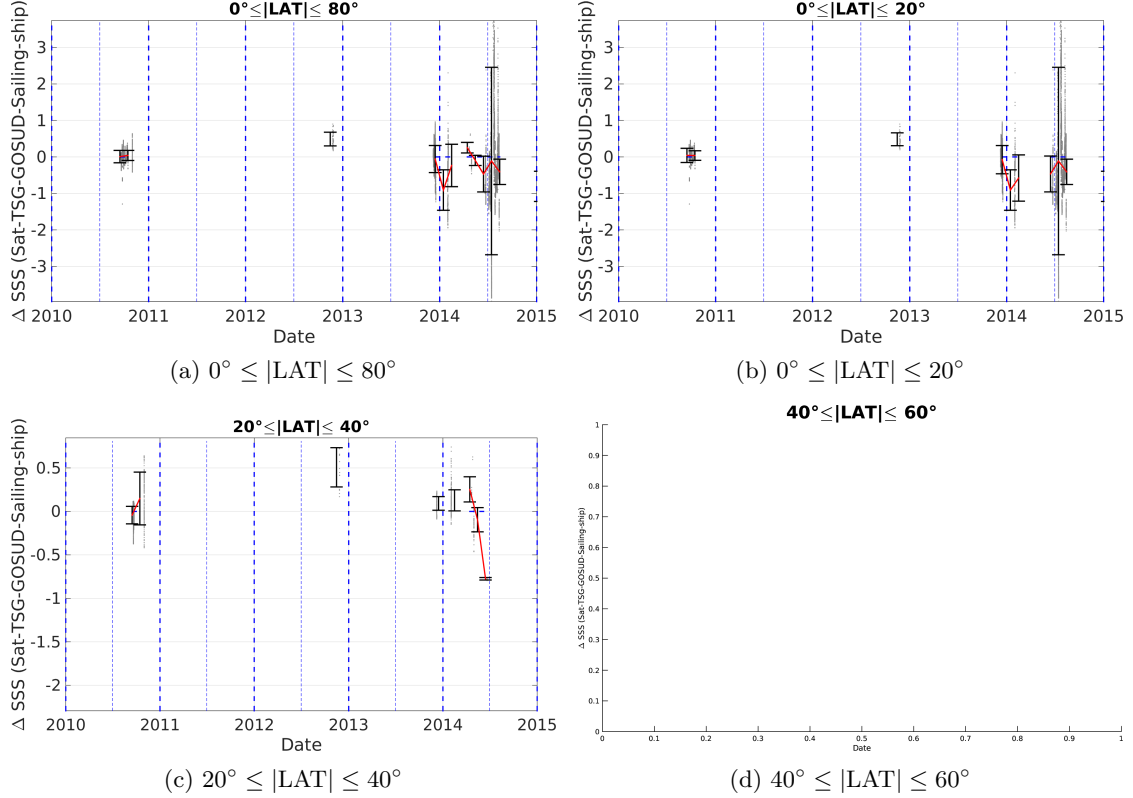 0°≤|LAT|≤ 80°
Δ SSS (Sat-TSG-GOSUD-Sailing-ship)
3
2
1
0
-1
-2
-3
2010 2011 2012 2013 2014 2015
Date
(a) 0° ≤ |LAT| ≤ 80°
0°≤|LAT|≤ 20°
Δ SSS (Sat-TSG-GOSUD-Sailing-ship)
3
2
1
0
-1
-2
-3
2010 2011 2012 2013 2014 2015
Date
(b) 0° ≤ |LAT| ≤ 20°
20°≤|LAT|≤ 40°
Δ SSS (Sat-TSG-GOSUD-Sailing-ship)
0.5
0
-0.5
-1
-1.5
-2
2010 2011 2012 2013 2014 2015
Date
(c) 20° ≤ |LAT| ≤ 40°
40°≤|LAT|≤ 60°
Δ SSS (Sat-TSG-GOSUD-Sailing-ship)
1
0.9
0.8
0.7
0.6
0.5
0.4
0.3
0.2
0.1
0
0 0.1 0.2 0.3 0.4 0.5 0.6 0.7 0.8 0.9 1
Date
(d) 40° ≤ |LAT| ≤ 60°